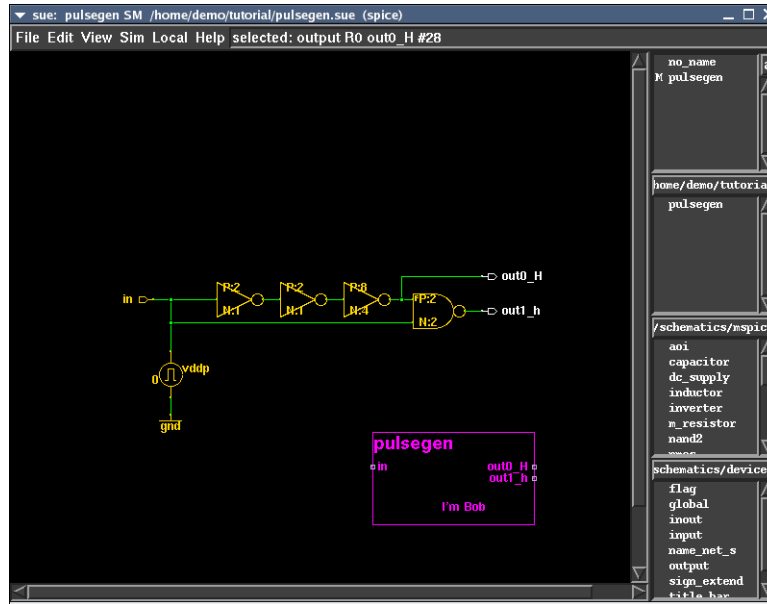 sue: pulsegen SM /home/demo/tutorial/pulsegen.sue (spice)
File Edit View Sim Local Help selected: output R0 out0_H #28
no_name
M pulsegen
home/demo/tutoria
pulsegen
/schematics/mspic
aoi
capacitor
dc_supply
inductor
inverter
m_resistor
nand2
schematics/device
flag
global
inout
input
name_net_s
output
sign_extend
title_bar
out0_H
in
P:2
N:1
P:2
N:1
P:8
N:4
P:2
N:2
out1_h
0
vddp
gnd
pulsegen
in
out0_H
out1_h
I'm Bob